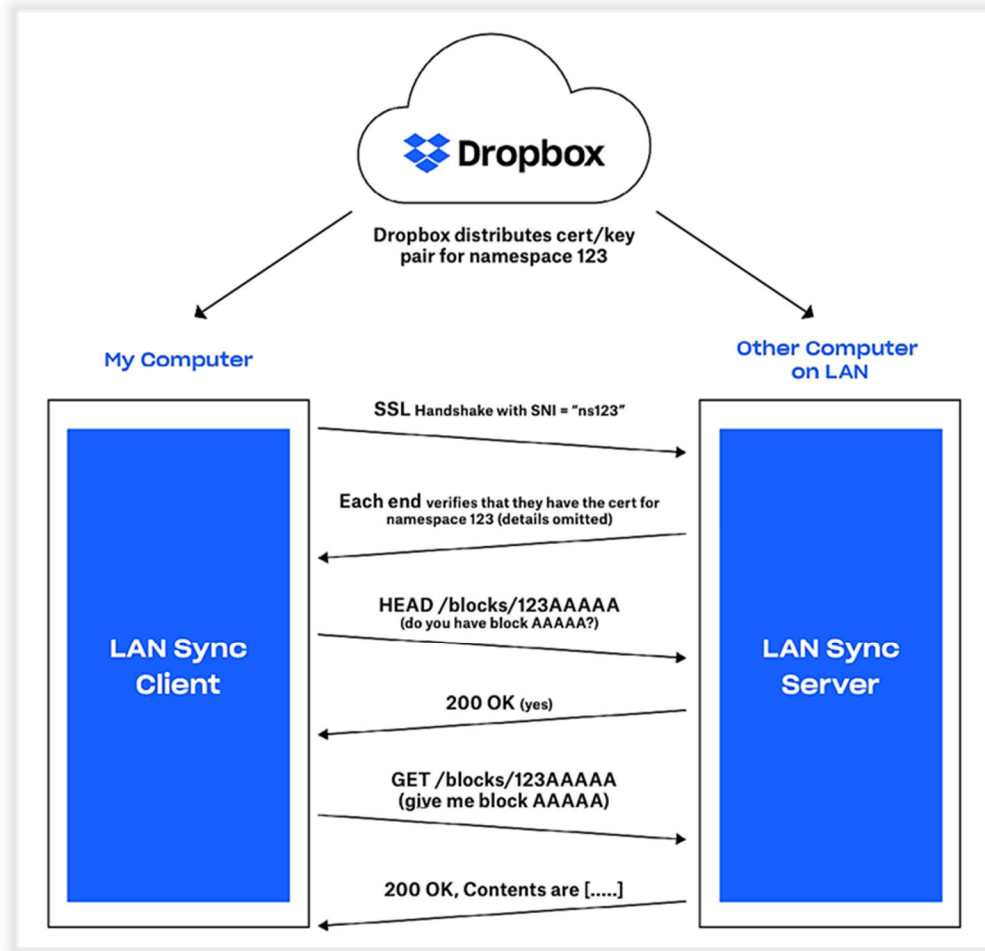 Dropbox
Dropbox distributes cert/key
pair for namespace 123
My Computer
Other Computer
on LAN
SSL Handshake with SNI = "ns123"
Each end verifies that they have the cert for
namespace 123 (details omitted)
HEAD /blocks/123AAAAA
(do you have block AAAAA?)
LAN Sync
Client
LAN Sync
Server
200 OK (yes)
GET /blocks/123AAAAA
(give me block AAAAA)
200 OK, Contents are [.....]